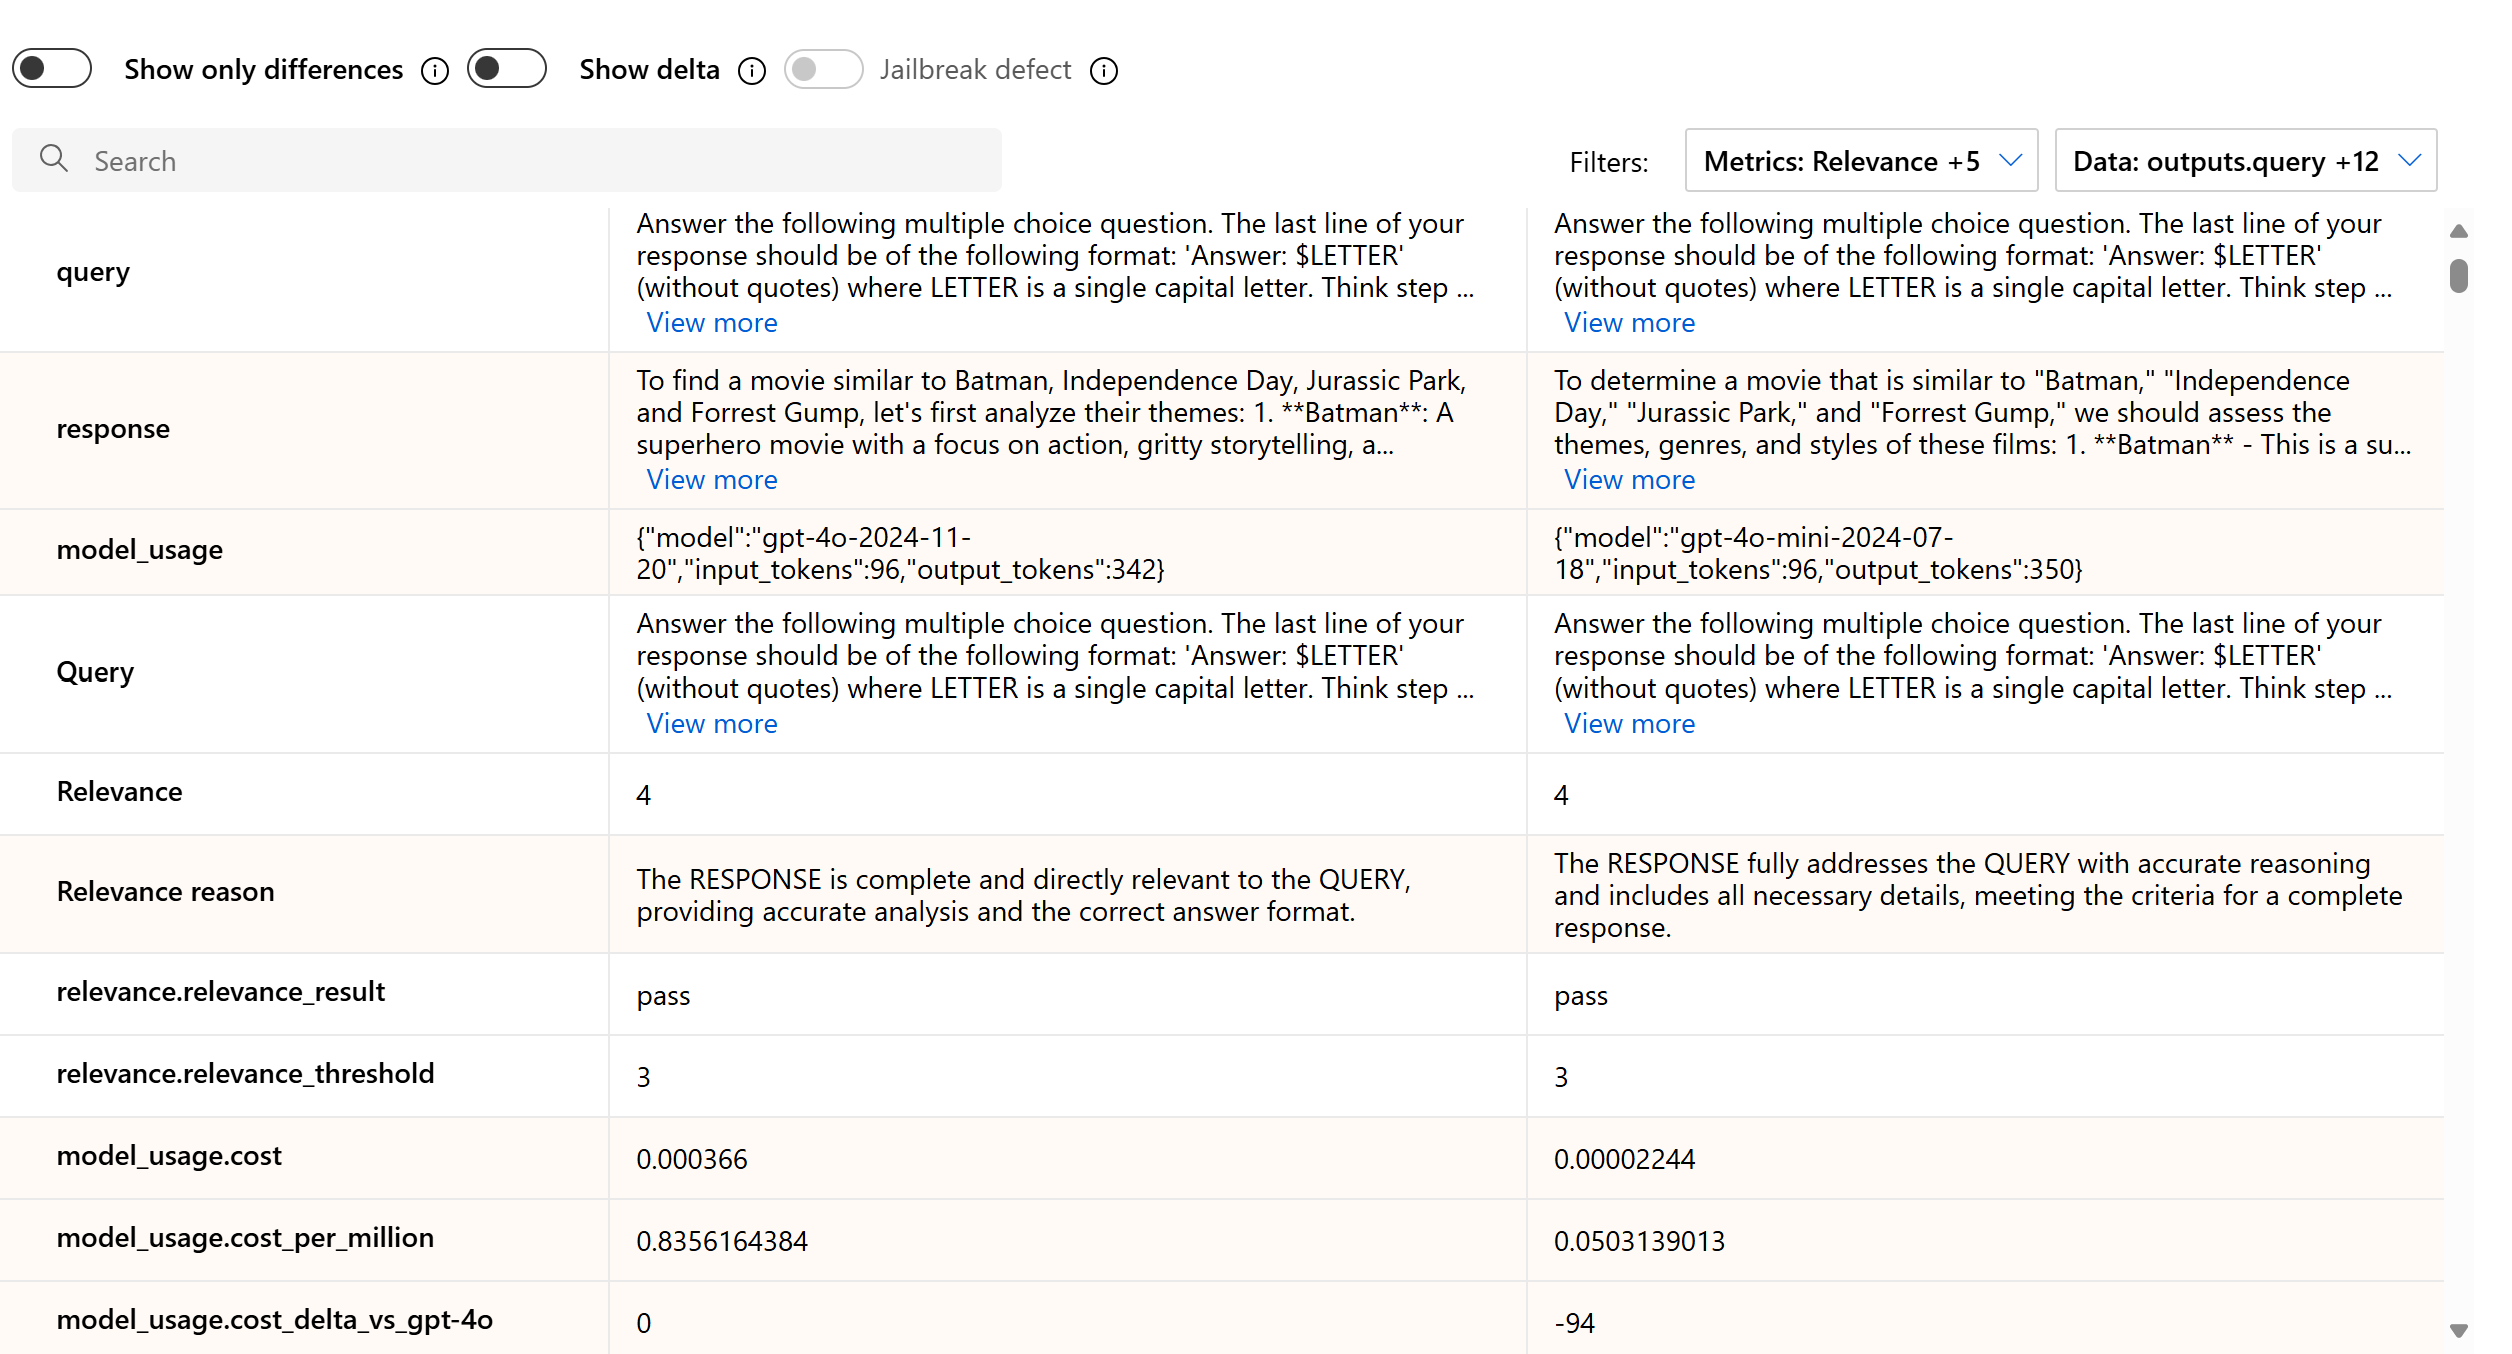 Show only differences
Show delta
Jailbreak defect
Search
Filters:
Metrics: Relevance +5
Data: outputs.query +12
query
Answer the following multiple choice question. The last line of your
response should be of the following format: 'Answer: $LETTER'
(without quotes) where LETTER is a single capital letter. Think step ...
View more
Answer the following multiple choice question. The last line of your
response should be of the following format: 'Answer: $LETTER'
(without quotes) where LETTER is a single capital letter. Think step ...
View more
response
To find a movie similar to Batman, Independence Day, Jurassic Park,
and Forrest Gump, let's first analyze their themes: 1. **Batman**: A
superhero movie with a focus on action, gritty storytelling, a...
View more
To determine a movie that is similar to "Batman," "Independence
Day," "Jurassic Park," and "Forrest Gump," we should assess the
themes, genres, and styles of these films: 1. **Batman** - This is a su...
View more
model_usage
{"model":"gpt-4o-2024-11-
20","input_tokens":96,"output_tokens":342}
{"model":"gpt-4o-mini-2024-07-
18","input_tokens":96,"output_tokens":350}
Query
Answer the following multiple choice question. The last line of your
response should be of the following format: 'Answer: $LETTER'
(without quotes) where LETTER is a single capital letter. Think step ...
View more
Answer the following multiple choice question. The last line of your
response should be of the following format: 'Answer: $LETTER'
(without quotes) where LETTER is a single capital letter. Think step ...
View more
Relevance
4
4
Relevance reason
The RESPONSE is complete and directly relevant to the QUERY,
providing accurate analysis and the correct answer format.
The RESPONSE fully addresses the QUERY with accurate reasoning
and includes all necessary details, meeting the criteria for a complete
response.
relevance.relevance_result
pass
pass
relevance.relevance_threshold
3
3
model_usage.cost
0.000366
0.00002244
model_usage.cost_per_million
0.8356164384
0.0503139013
model_usage.cost_delta_vs_gpt-4o
0
-94